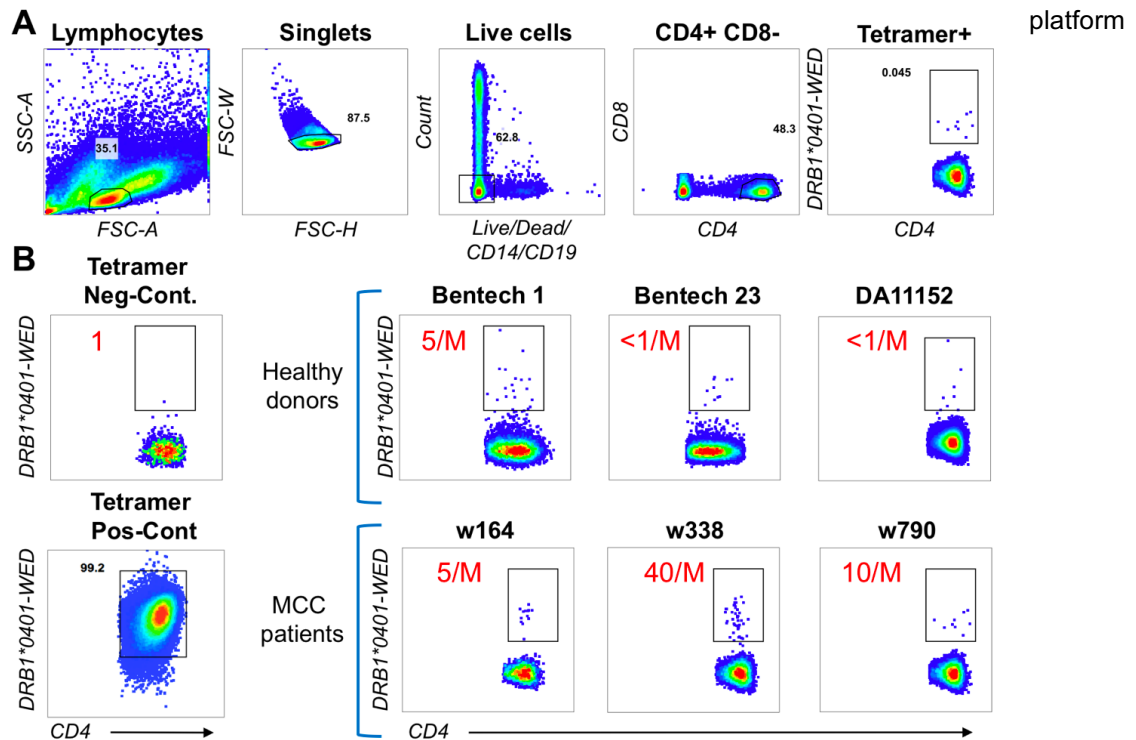 platform
A
Lymphocytes
Singlets
Live cells
CD4+ CD8-
Tetramer+
SSC-A
35.1
FSC-A
FSC-W
87.5
FSC-H
Count
62.8
Live/Dead/
CD14/CD19
CD8
48.3
CD4
DRB1*0401-WED
0.045
CD4
B
Tetramer
Neg-Cont.
DRB1*0401-WED
1
Healthy
donors
Bentech 1
Bentech 23
DA11152
DRB1*0401-WED
5/M
<1/M
<1/M
Tetramer
Pos-Cont
DRB1*0401-WED
99.2
CD4
MCC
patients
w164
w338
w790
DRB1*0401-WED
5/M
40/M
10/M
CD4